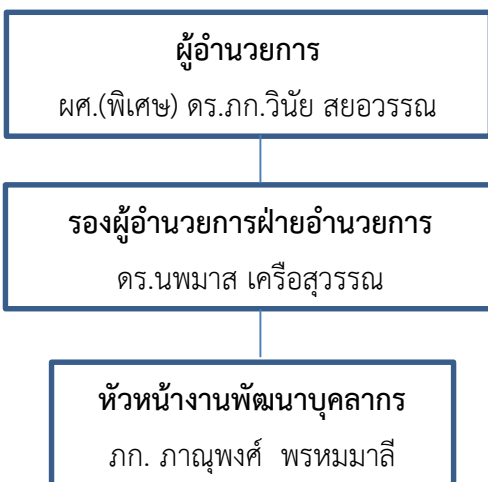 ผู้อำนวยการ
ผศ.(พิเศษ) ดร.ภก.วินัย สยอวรรณ
รองผู้อำนวยการฝ่ายอำนวยการ
ดร.นพมาส เครือสุวรรณ
หัวหน้างานพัฒนาบุคลากร
ภก. ภาณุพงศ์ พรหมมาลี